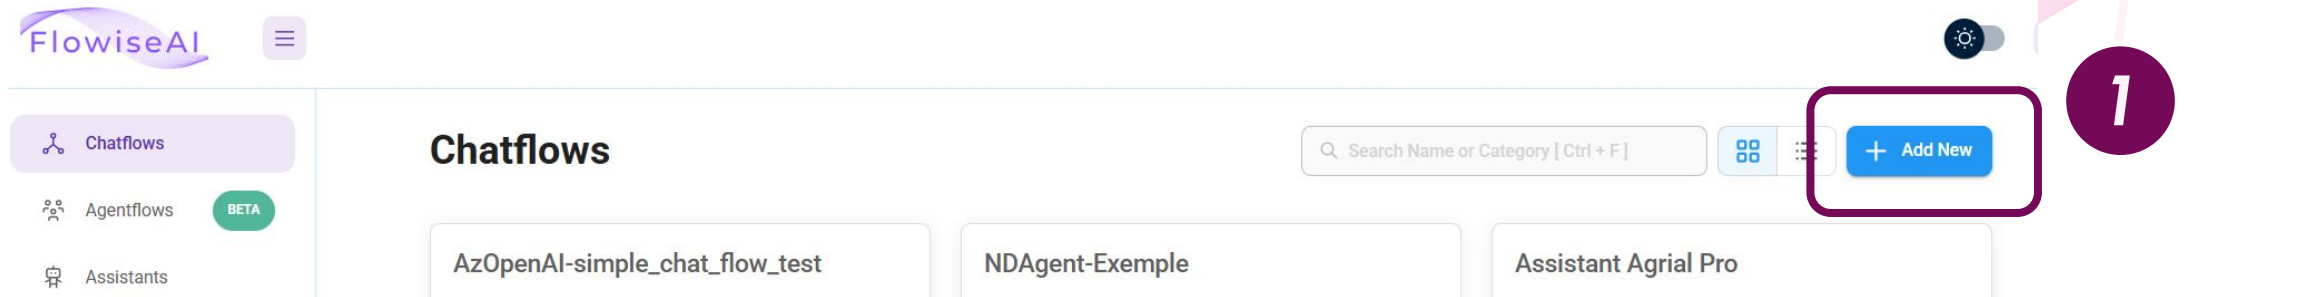 FlowiseAI
1
Chatflows
Chatflows
Search Name or Category [ Ctrl + F ]
Add New
Agentflows
BETA
AzOpenAI-simple_chat_flow_test
NDAgent-Exemple
Assistant Agrial Pro
Assistants